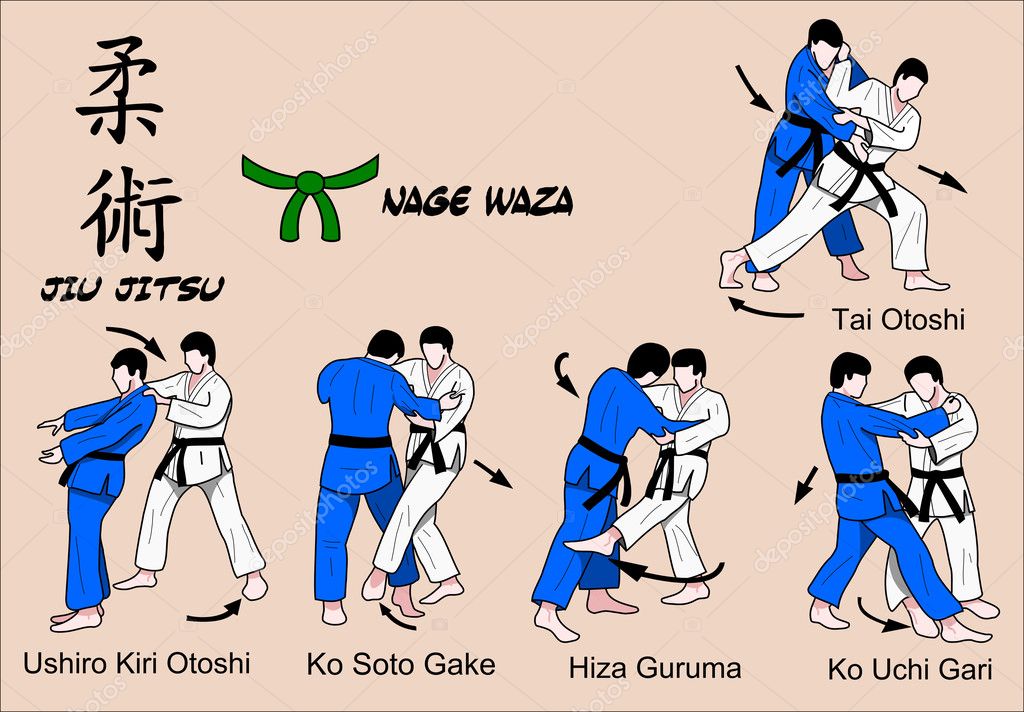 柔
術
JIU JITSU
NAGE WAZA
Tai Otoshi
Ushiro Kiri Otoshi
Ko Soto Gake
Hiza Guruma
Ko Uchi Gari
depositphotos